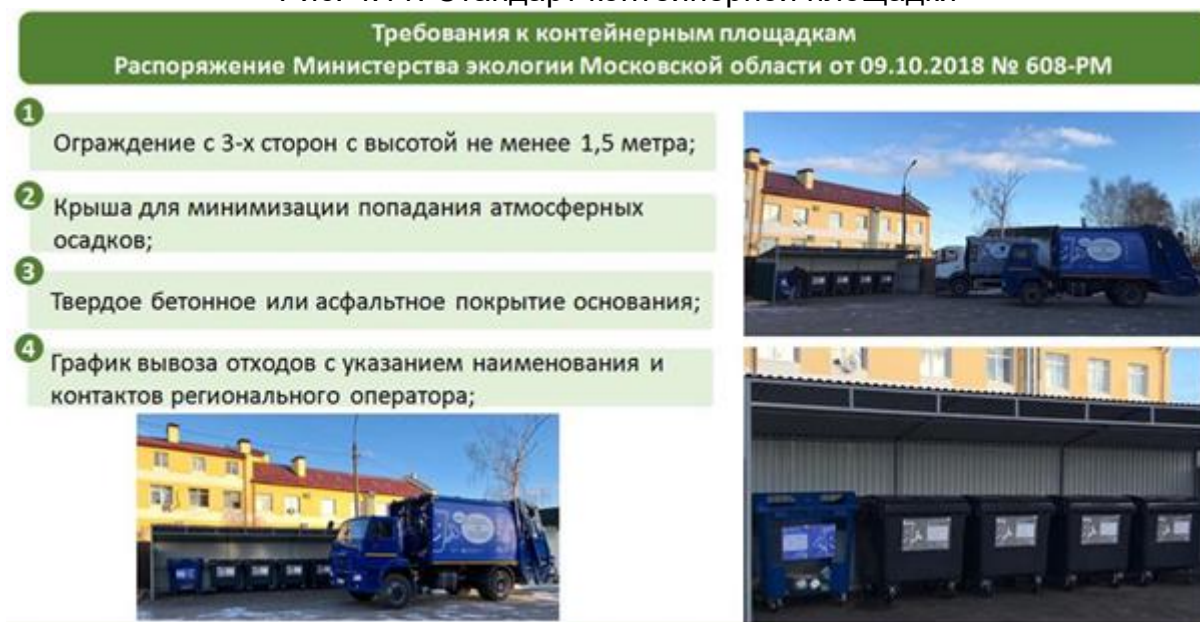 Требования к контейнерным площадкам
Распоряжение Министерства экологии Московской области от 09.10.2018 № 608-РМ
1
Ограждение с 3-х сторон с высотой не менее 1,5 метра;
2
Крыша для минимизации попадания атмосферных
осадков;
3
Твердое бетонное или асфальтное покрытие основания;
4
График вывоза отходов с указанием наименования и
контактов регионального оператора;